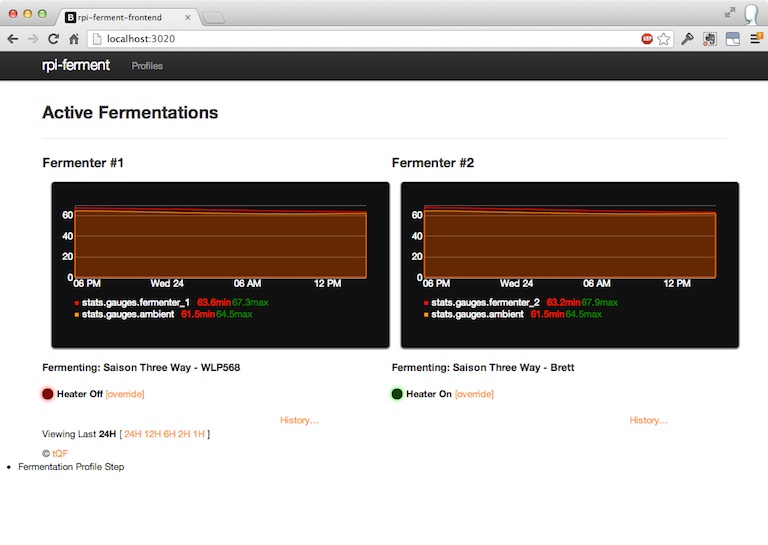 B rpi-ferment-frontend ×
localhost:3020
ABP
rpi-ferment Profiles
Active Fermentations
Fermenter #1
60
40
20
0
06 PM Wed 24 06 AM 12 PM
stats.gauges.fermenter_1 63.6min 67.3max
stats.gauges.ambient 61.5min 64.5max
Fermenting: Saison Three Way - WLP568
Heater Off [override]
History...
Fermenter #2
60
40
20
0
06 PM Wed 24 06 AM 12 PM
stats.gauges.fermenter_2 63.2min 67.9max
stats.gauges.ambient 61.5min 64.5max
Fermenting: Saison Three Way - Brett
Heater On [override]
History...
Viewing Last 24H [ 24H 12H 6H 2H 1H ]
© tQF
• Fermentation Profile Step